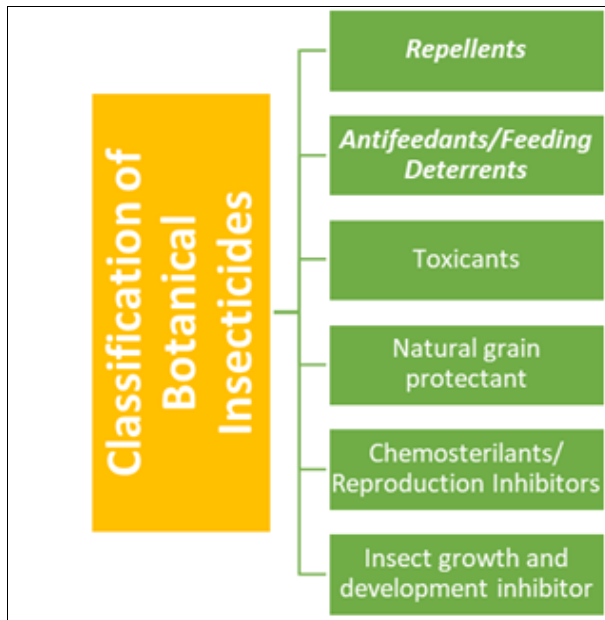 Classification of
Botanical
Insecticides
Repellents
Antifeedants/Feeding
Deterrents
Toxicants
Natural grain
protectant
Chemosterilants/
Reproduction Inhibitors
Insect growth and
development inhibitor